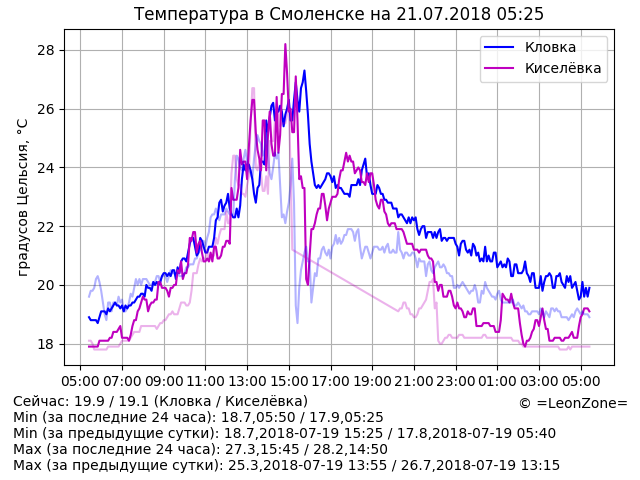 Температура в Смоленске на 21.07.2018 05:25
градусов Цельсия, °C
28
26
24
22
20
18
Кловка
Киселёвка
05:00 07:00 09:00 11:00 13:00 15:00 17:00 19:00 21:00 23:00 01:00 03:00 05:00
Сейчас: 19.9 / 19.1 (Кловка / Киселёвка)
© =LeonZone=
Min (за последние 24 часа): 18.7,05:50 / 17.9,05:25
Min (за предыдущие сутки): 18.7,2018-07-19 15:25 / 17.8,2018-07-19 05:40
Max (за последние 24 часа): 27.3,15:45 / 28.2,14:50
Max (за предыдущие сутки): 25.3,2018-07-19 13:55 / 26.7,2018-07-19 13:15